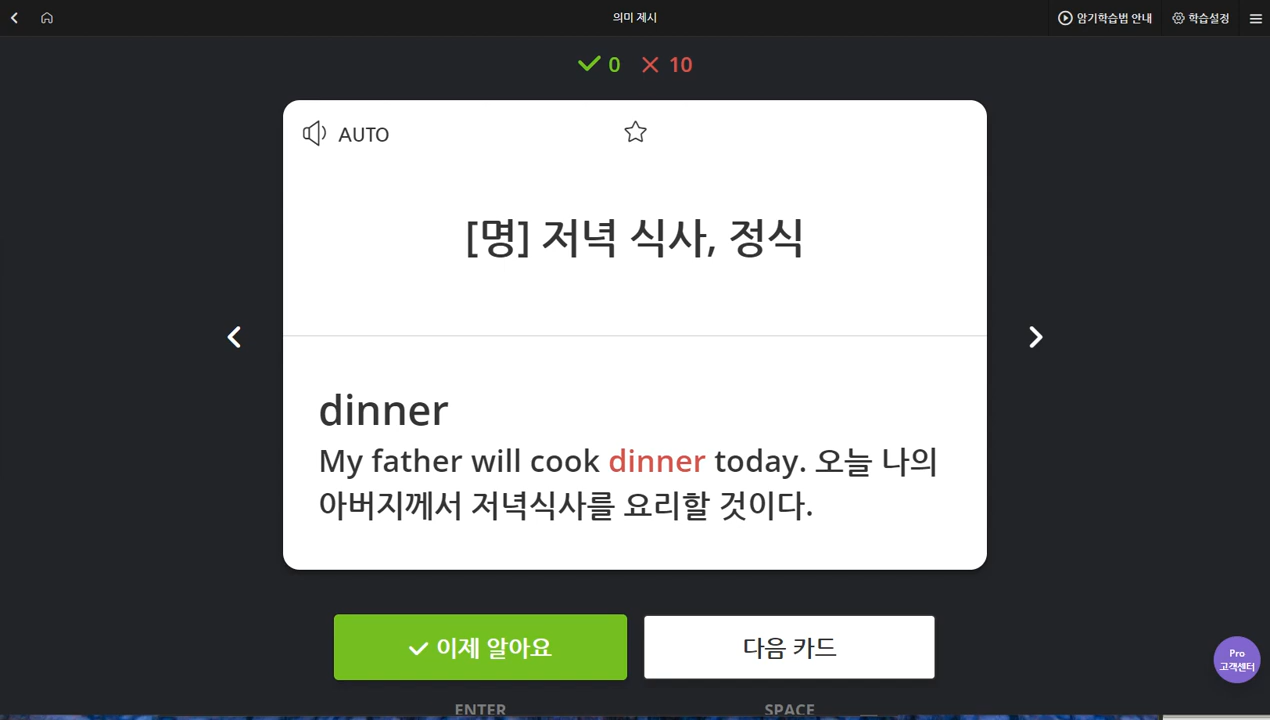 의미 제시
암기학습법 안내
학습설정
0
10
AUTO
[명] 저녁 식사, 정식
dinner
My father will cook dinner today. 오늘 나의
아버지께서 저녁식사를 요리할 것이다.
이제 알아요
다음 카드
Pro
고객센터
ENTER
SPACE